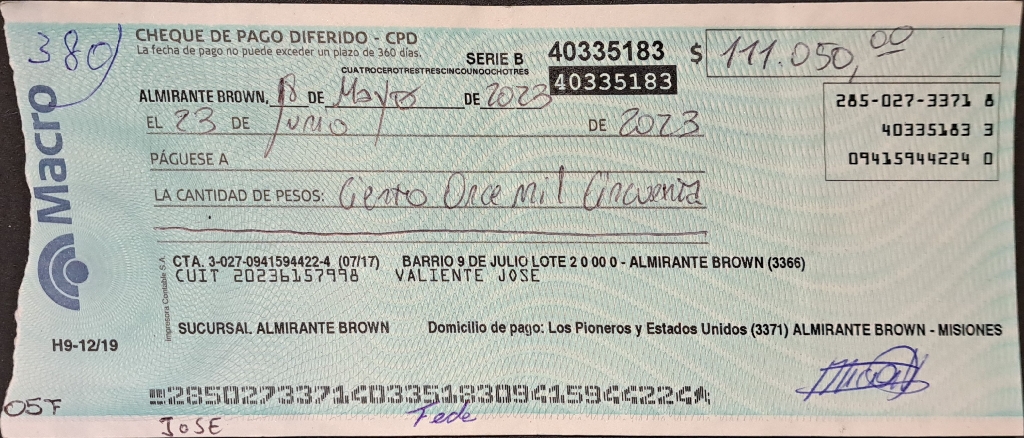 380
CHEQUE DE PAGO DIFERIDO - CPD
La fecha de pago no puede exceder un plazo de 360 días.
SERIE B 40335183 $ 111.050,00
CUATROCEROTRESTRESCINCOUNOOCHOTRES
40335183
ALMIRANTE BROWN, 18 DE Mayo DE 2023
285-027-3371 8
EL 23 DE Junio DE 2023
40335183 3
09415944224 0
PÁGUESE A
LA CANTIDAD DE PESOS: Ciento Once mil Cincuenta
Macro
CTA. 3-027-0941594422-4 (07/17) BARRIO 9 DE JULIO LOTE 2 0 000 - ALMIRANTE BROWN (3366)
CUIT 20236157998 VALIENTE JOSE
Impresora Contable S.A.
SUCURSAL ALMIRANTE BROWN Domicilio de pago: Los Pioneros y Estados Unidos (3371) ALMIRANTE BROWN - MISIONES
H9-12/19
28502733714033518309415944224
OST
JOSE
Fede